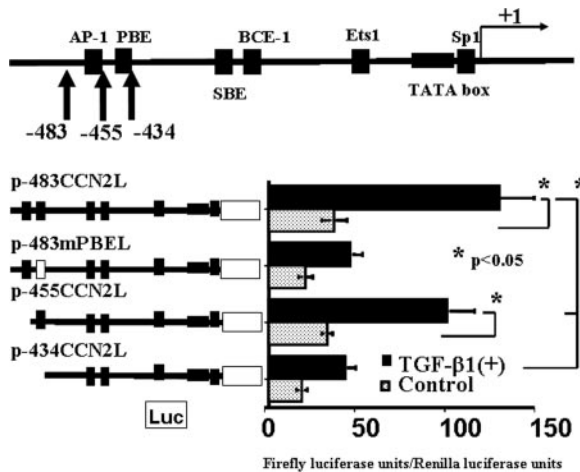 +1
AP-1 PBE BCE-1 Ets1 Sp1
SBE TATA box
-483 -455 -434
p-483CCN2L
*
*
p-483mPBEL
* p<0.05
p-455CCN2L
*
p-434CCN2L
TGF-β1(+)
Control
Luc
0 50 100 150
Firefly luciferase units/Renilla luciferase units